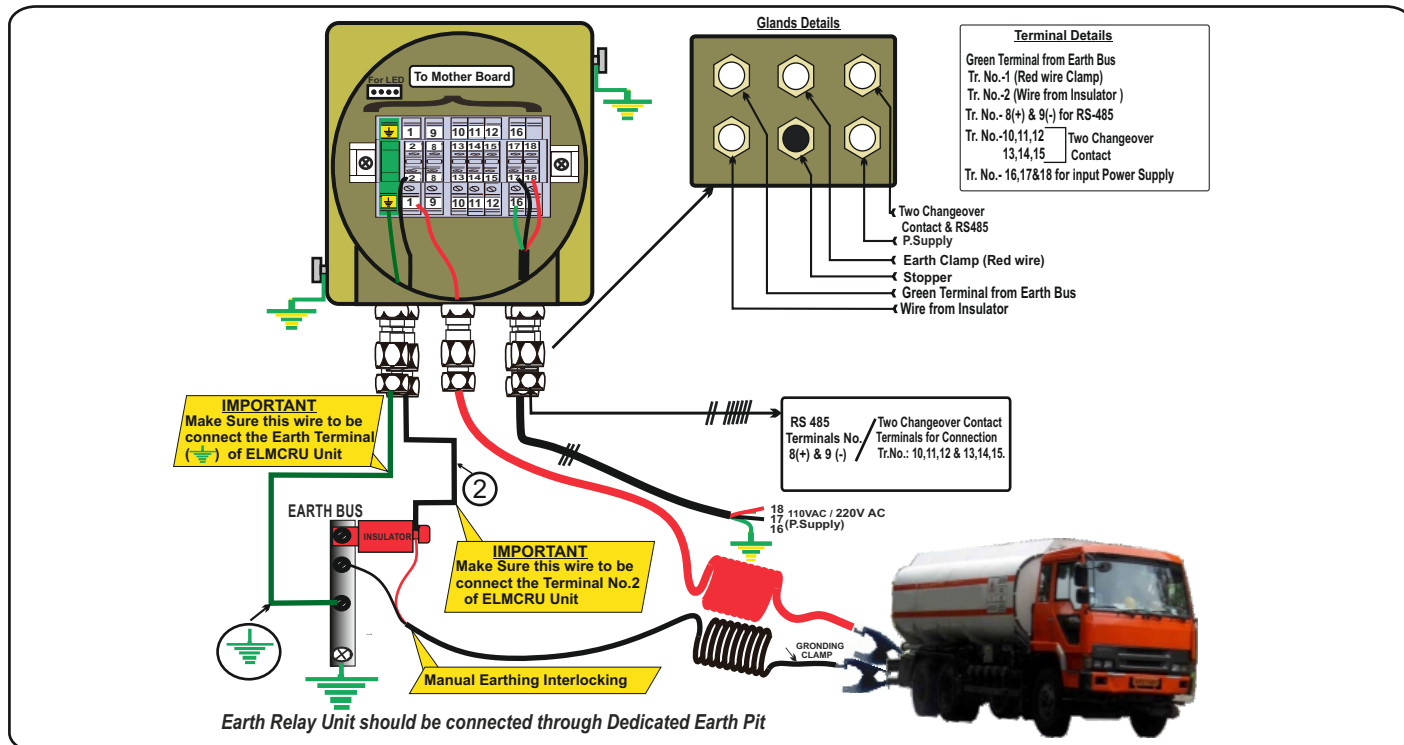 Glands Details
Terminal Details
Green Terminal from Earth Bus
Tr. No.-1 (Red wire Clamp)
Tr. No.-2 (Wire from Insulator )
Tr. No.- 8(+) & 9(-) for RS-485
Tr. No.-10,11,12
13,14,15
Two Changeover
Contact
Tr. No.- 16,17&18 for input Power Supply
For LED
To Mother Board
1 9 10 11 12 16
2 8 13 14 15 17 18
2 8 13 14 15 17 18
1 9 10 11 12 16
Two Changeover
Contact & RS485
P.Supply
Earth Clamp (Red wire)
Stopper
Green Terminal from Earth Bus
Wire from Insulator
IMPORTANT
Make Sure this wire to be
connect the Earth Terminal
( ) of ELMCRU Unit
2
RS 485
Terminals No.
8(+) & 9 (-)
/
Two Changeover Contact
Terminals for Connection
Tr.No.: 10,11,12 & 13,14,15.
18
17
16
110VAC / 220V AC
(P.Supply)
EARTH BUS
INSULATOR
IMPORTANT
Make Sure this wire to be
connect the Terminal No.2
of ELMCRU Unit
GRONDING
CLAMP
Manual Earthing Interlocking
Earth Relay Unit should be connected through Dedicated Earth Pit